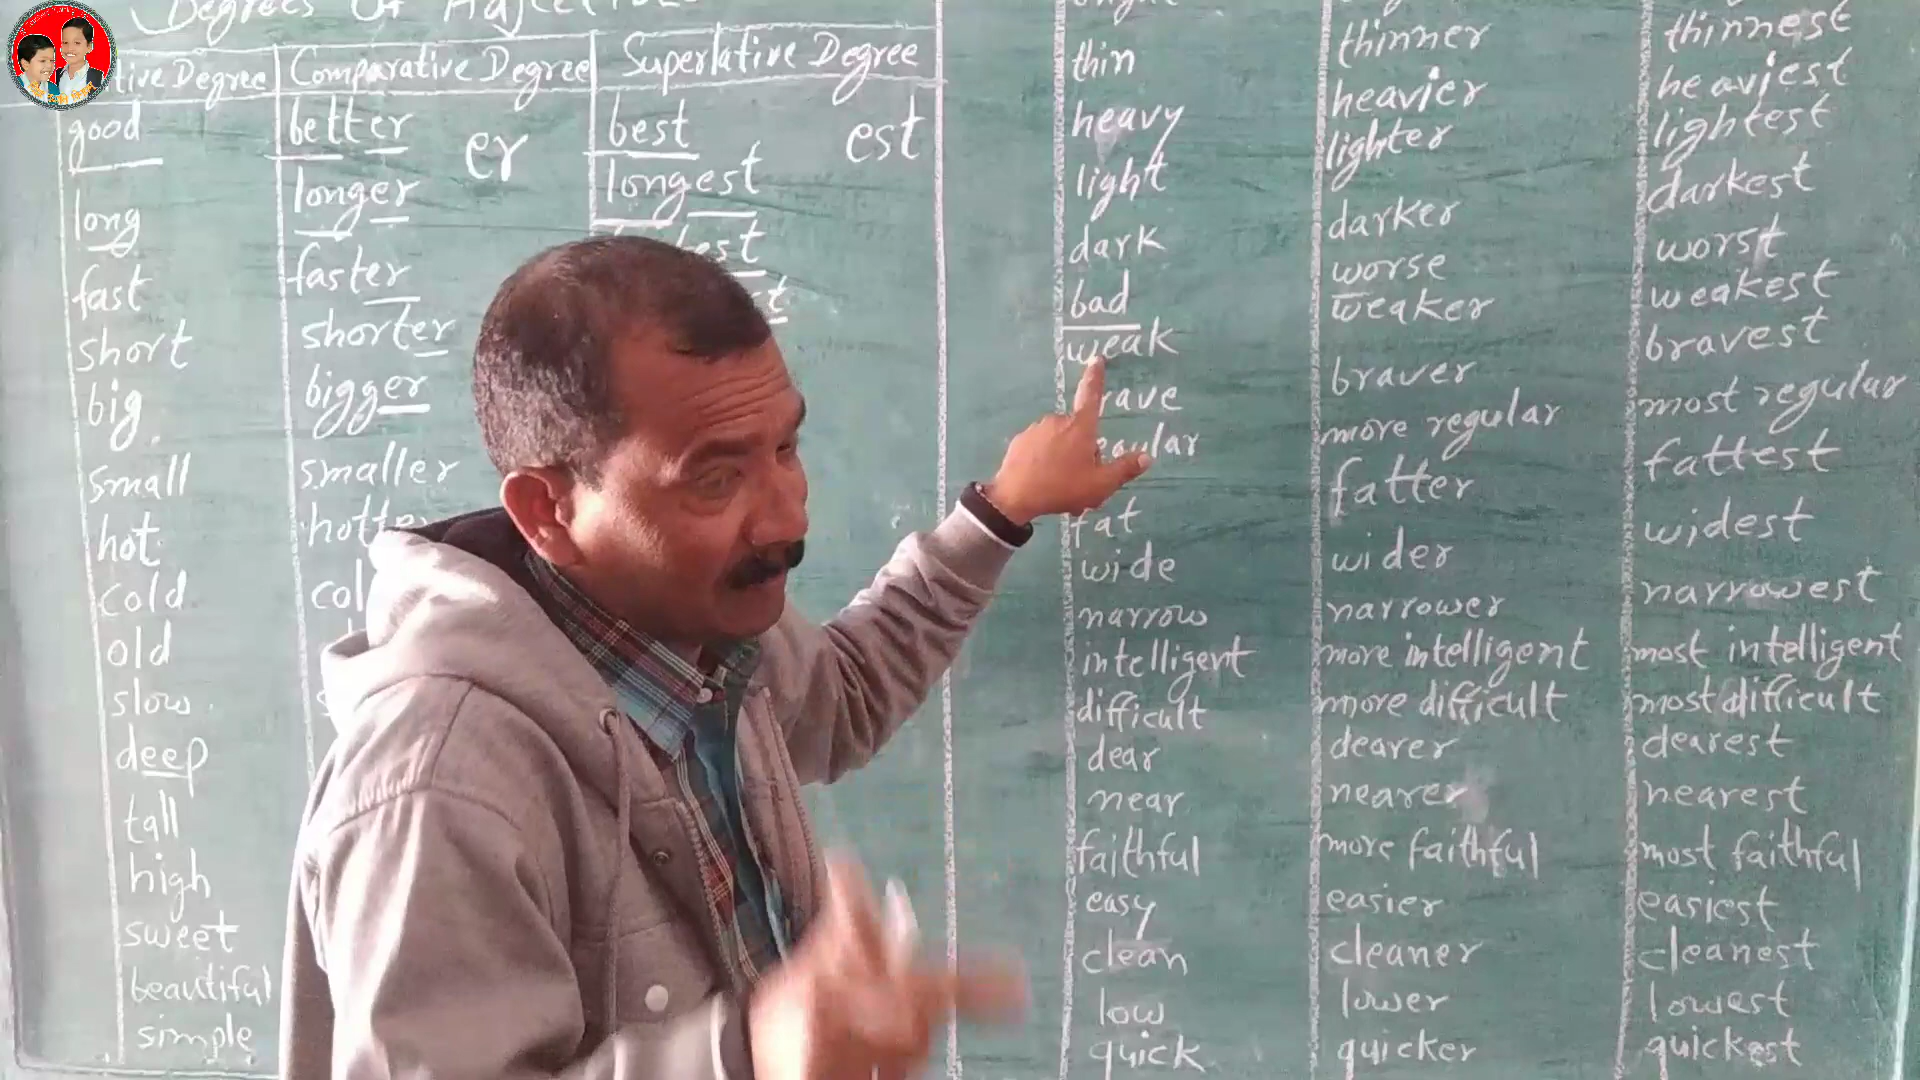 Degrees Of Adjectives
tive Degree Comparative Degree Superlative Degree
good better er best est
long longer longest
fast faster
short shorter
big bigger
small smaller
hot
cold
old
slow
deep
tall
high
sweet
beautiful
simple
thin thinner thinnest
heavy heavier heaviest
light lighter lightest
dark darker darkest
bad worse worst
weak weaker weakest
brave braver bravest
regular more regular most regular
fat fatter fattest
wide wider widest
narrow narrower narrowest
intelligent more intelligent most intelligent
difficult more difficult most difficult
dear dearer dearest
near nearer nearest
faithful more faithful most faithful
easy easier easiest
clean cleaner cleanest
low lower lowest
quick quicker quickest